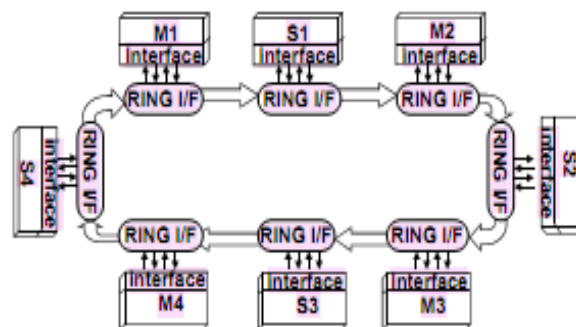 M1
interface
S1
Interface
M2
interface
RING I/F
RING I/F
RING I/F
S4
interface
RING I/F
RING I/F
interface
S2
RING I/F
RING I/F
RING I/F
interface
M4
interface
S3
interface
M3